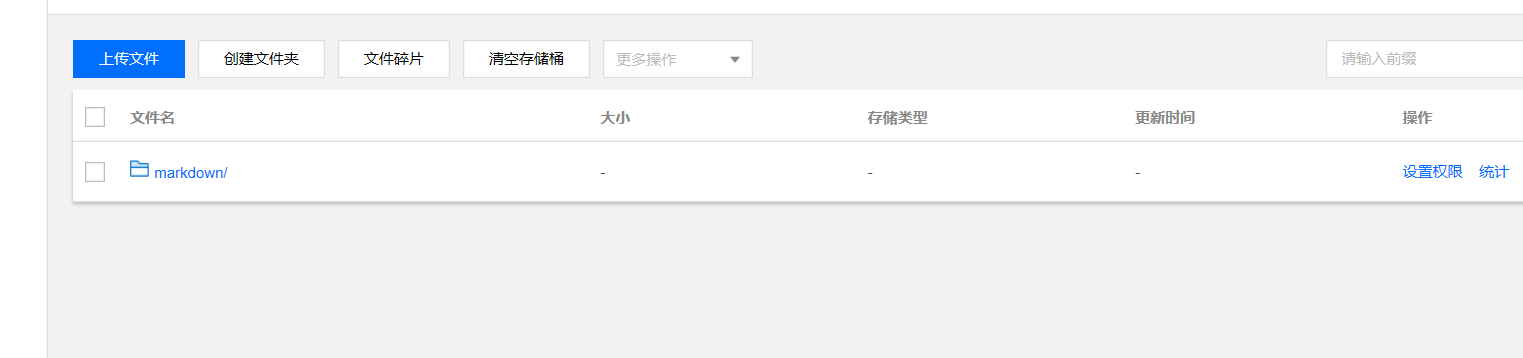 上传文件 创建文件夹 文件碎片 清空存储桶 更多操作 请输入前缀
文件名 大小 存储类型 更新时间 操作
markdown/ - - - 设置权限 统计